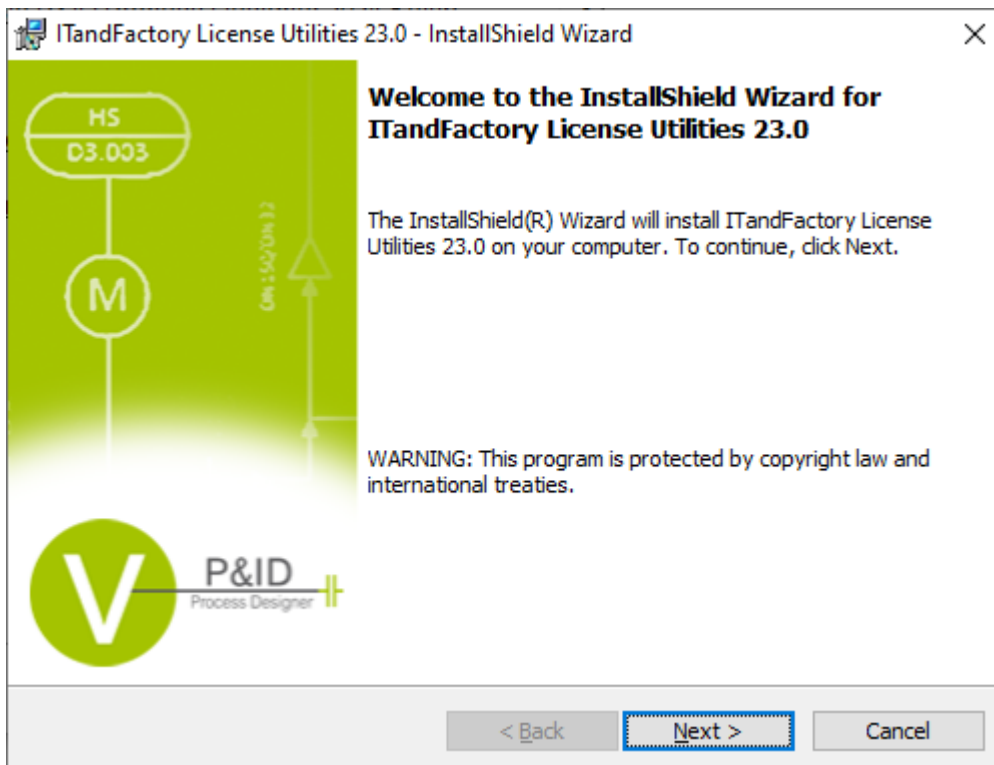 ITandFactory License Utilities 23.0 - InstallShield Wizard
HS
D3.003
M
Welcome to the InstallShield Wizard for
ITandFactory License Utilities 23.0
The InstallShield(R) Wizard will install ITandFactory License
Utilities 23.0 on your computer. To continue, click Next.
WARNING: This program is protected by copyright law and
international treaties.
V
P&ID
Process Designer
< Back
Next >
Cancel